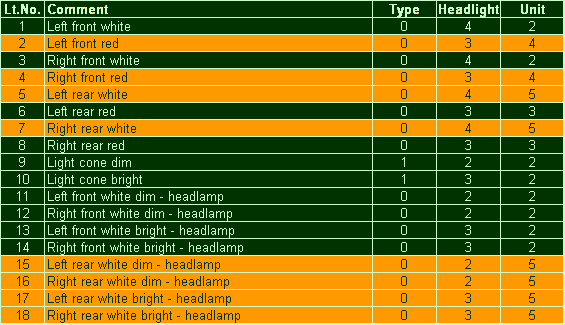 Lt.No. Comment Type Headlight Unit
1 Left front white 0 4 2
2 Left front red 0 3 4
3 Right front white 0 4 2
4 Right front red 0 3 4
5 Left rear white 0 4 5
6 Left rear red 0 3 3
7 Right rear white 0 4 5
8 Right rear red 0 3 3
9 Light cone dim 1 2 2
10 Light cone bright 1 3 2
11 Left front white dim - headlamp 0 2 2
12 Right front white dim - headlamp 0 2 2
13 Left front white bright - headlamp 0 3 2
14 Right front white bright - headlamp 0 3 2
15 Left rear white dim - headlamp 0 2 5
16 Right rear white dim - headlamp 0 2 5
17 Left rear white bright - headlamp 0 3 5
18 Right rear white bright - headlamp 0 3 5